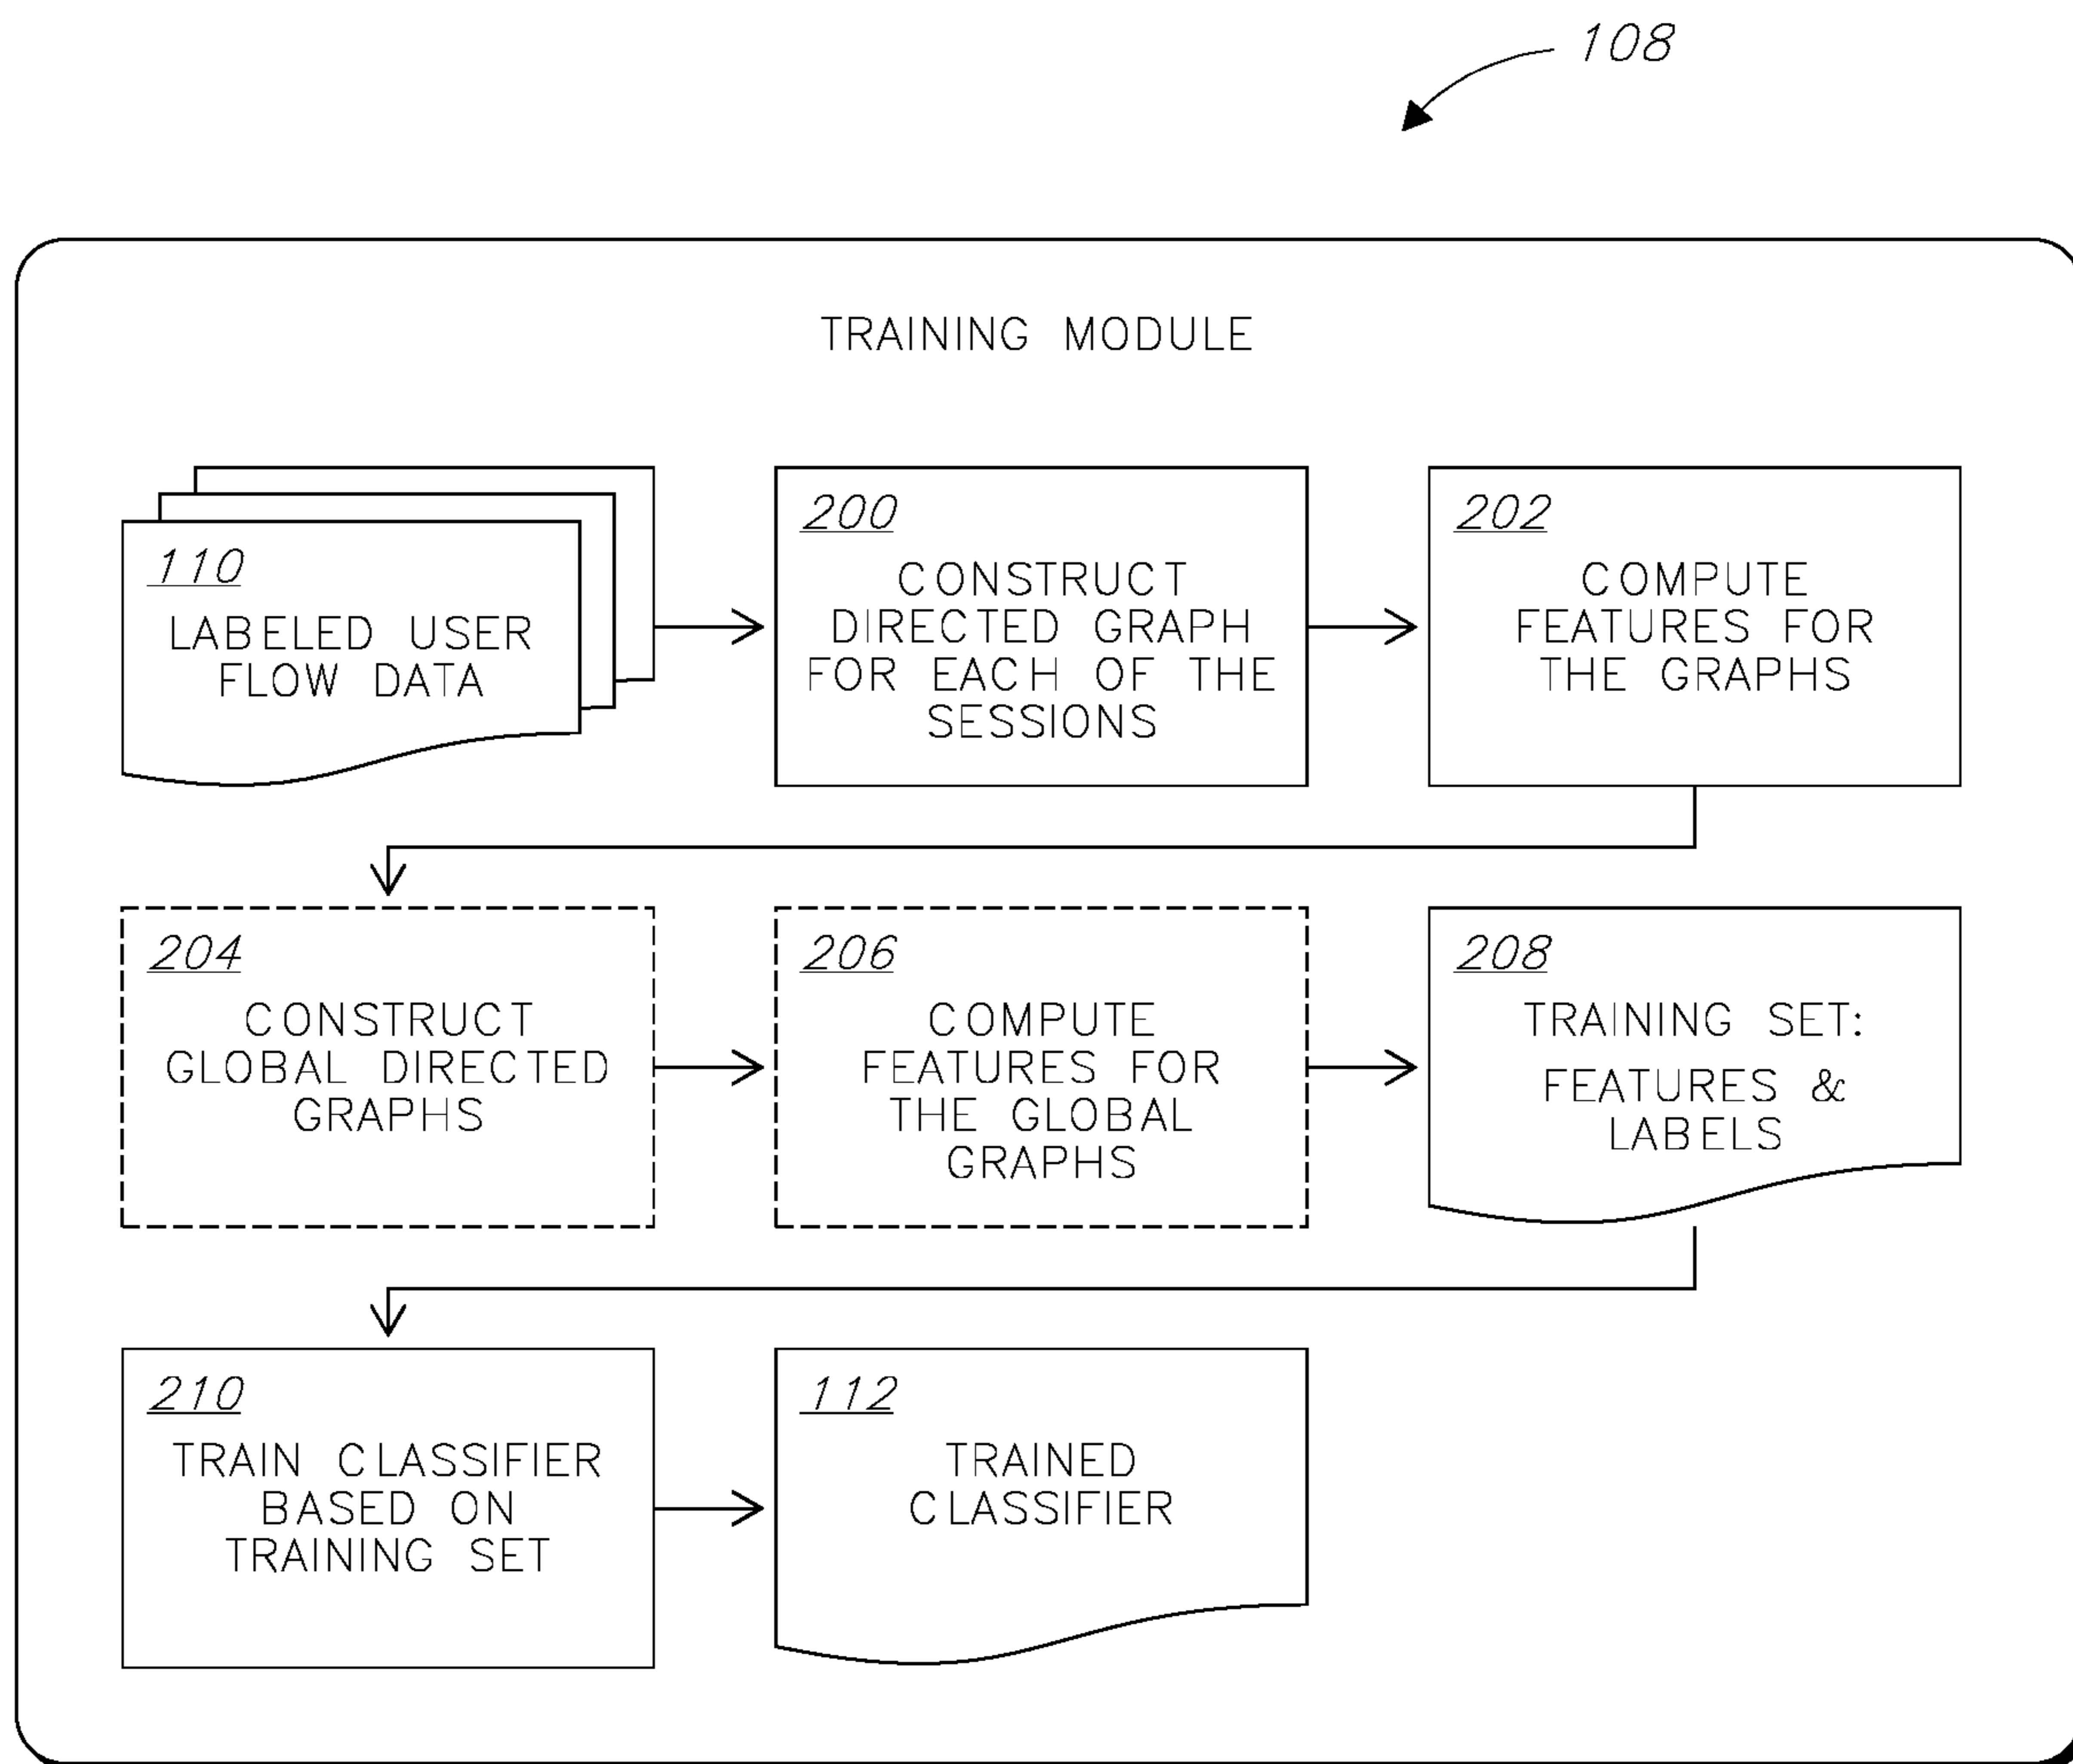 108
TRAINING MODULE
110
LABELED USER
FLOW DATA
200
CONSTRUCT
DIRECTED GRAPH
FOR EACH OF THE
SESSIONS
202
COMPUTE
FEATURES FOR
THE GRAPHS
204
CONSTRUCT
GLOBAL DIRECTED
GRAPHS
206
COMPUTE
FEATURES FOR
THE GLOBAL
GRAPHS
208
TRAINING SET:
FEATURES &
LABELS
210
TRAIN CLASSIFIER
BASED ON
TRAINING SET
112
TRAINED
CLASSIFIER